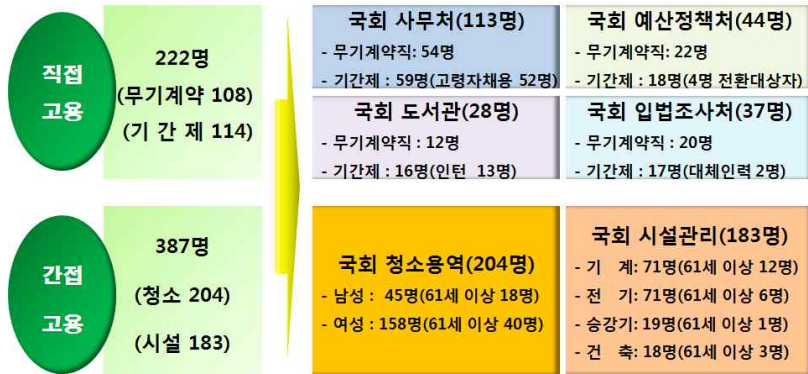 직접
고용
222명
(무기계약 108)
(기 간 제 114)
국회 사무처(113명)
- 무기계약직: 54명
- 기간제 : 59명(고령자채용 52명)
국회 예산정책처(44명)
- 무기계약직: 22명
- 기간제 : 18명(4명 전환대상자)
국회 도서관(28명)
- 무기계약직 : 12명
- 기간제 : 16명(인턴 13명)
국회 입법조사처(37명)
- 무기계약직 : 20명
- 기간제 : 17명(대체인력 2명)
간접
고용
387명
(청소 204)
(시설 183)
국회 청소용역(204명)
- 남성 : 45명(61세 이상 18명)
- 여성 : 158명(61세 이상 40명)
국회 시설관리(183명)
- 기 계: 71명(61세 이상 12명)
- 전 기: 71명(61세 이상 6명)
- 승강기: 19명(61세 이상 1명)
- 건 축: 18명(61세 이상 3명)